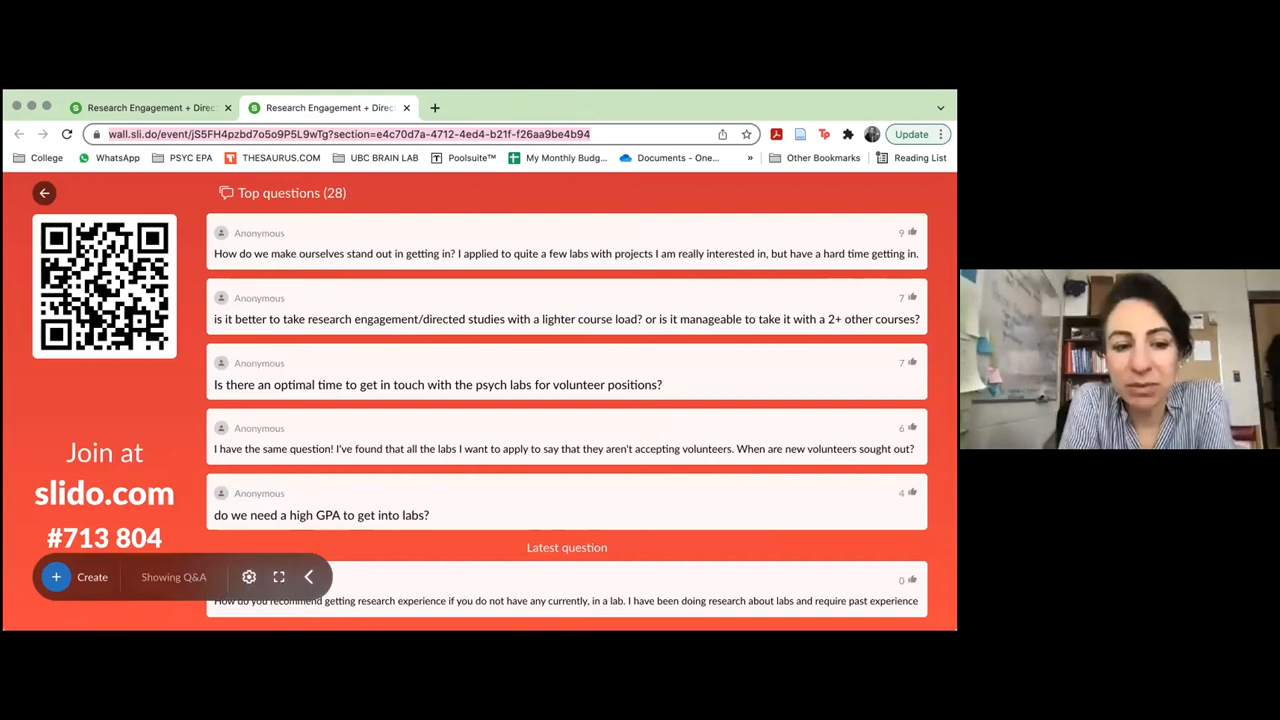 Research Engagement + Direc
Research Engagement + Direc
wall.sli.do/event/jS5FH4pzbd7o5o9P5L9wTg?section=e4c70d7a-4712-4ed4-b21f-f26aa9be4b94
Update
College
WhatsApp
PSYC EPA
THESAURUS.COM
UBC BRAIN LAB
Poolsuite™
My Monthly Budg...
Documents - One...
»
Other Bookmarks
Reading List
Top questions (28)
Anonymous
9
How do we make ourselves stand out in getting in? I applied to quite a few labs with projects I am really interested in, but have a hard time getting in.
Anonymous
7
is it better to take research engagement/directed studies with a lighter course load? or is it manageable to take it with a 2+ other courses?
Anonymous
7
Is there an optimal time to get in touch with the psych labs for volunteer positions?
Anonymous
6
I have the same question! I've found that all the labs I want to apply to say that they aren't accepting volunteers. When are new volunteers sought out?
Anonymous
4
do we need a high GPA to get into labs?
Latest question
0
How do you recommend getting research experience if you do not have any currently, in a lab. I have been doing research about labs and require past experience
Join at
slido.com
#713 804
Create
Showing Q&A